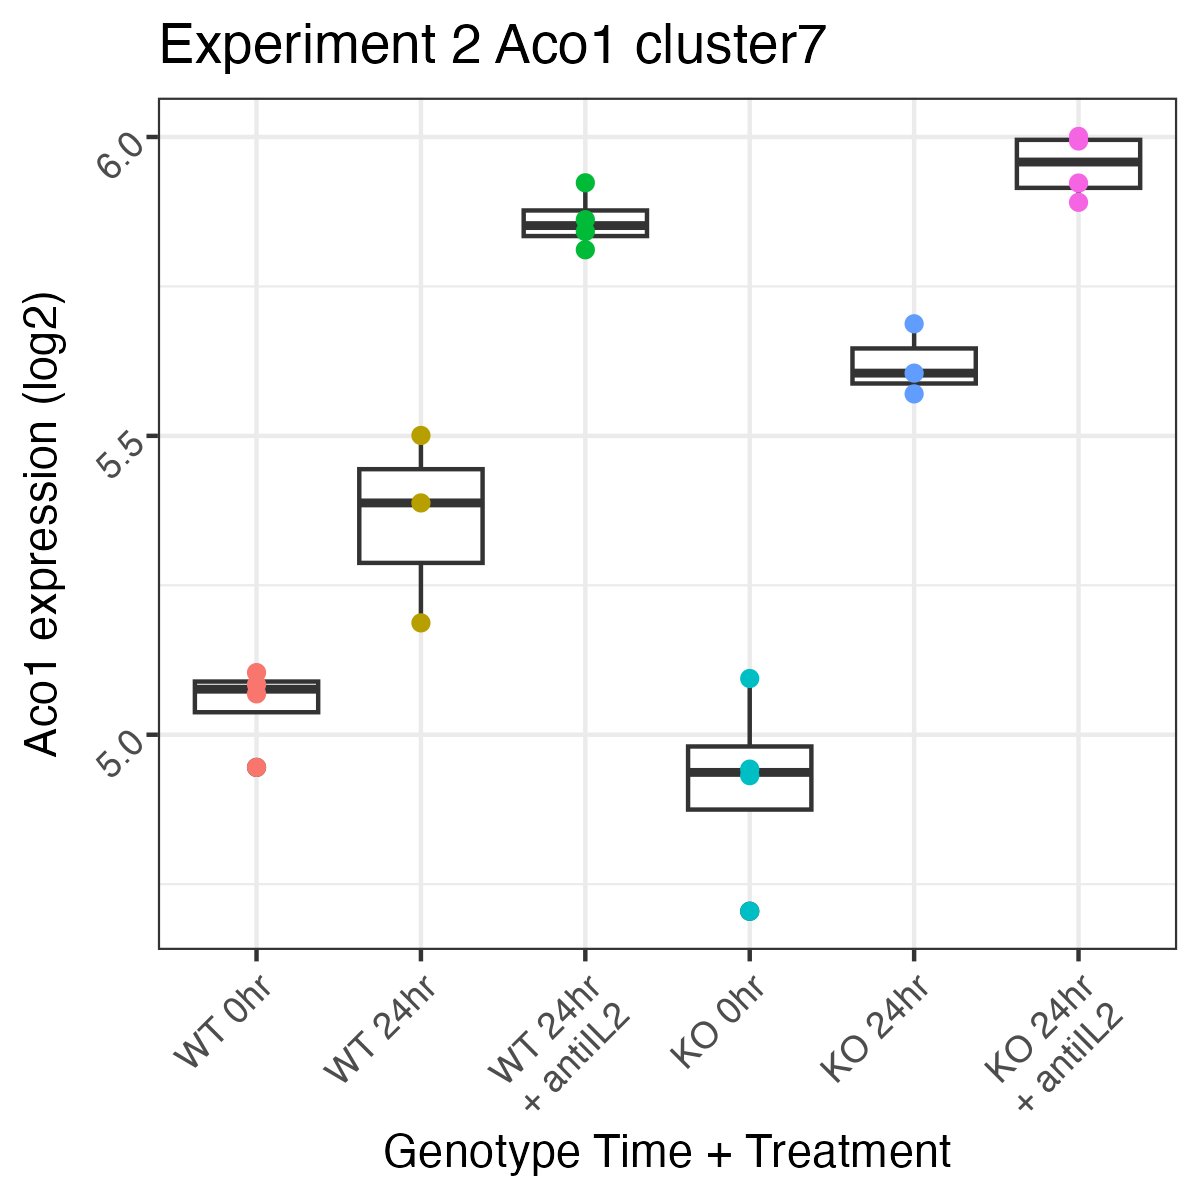 Experiment 2 Aco1 cluster7
Aco1 expression (log2)
6.0
5.5
5.0
WT 0hr
WT 24hr
WT 24hr
+ antiIL2
KO 0hr
KO 24hr
KO 24hr
+ antiIL2
Genotype Time + Treatment